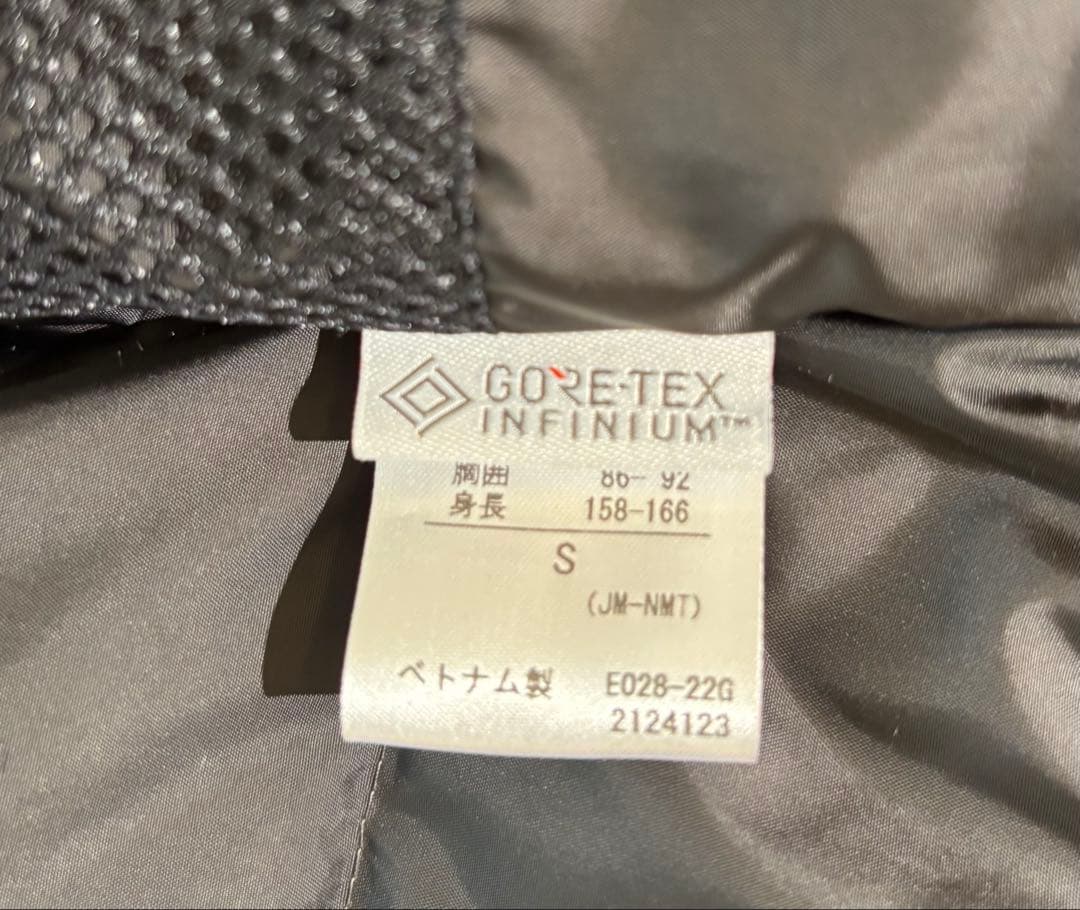 GORE-TEX
INFINIUM™
胸囲 86- 92
身長 158-166
S
(JM-NMT)
ベトナム製 E028-22G
2124123